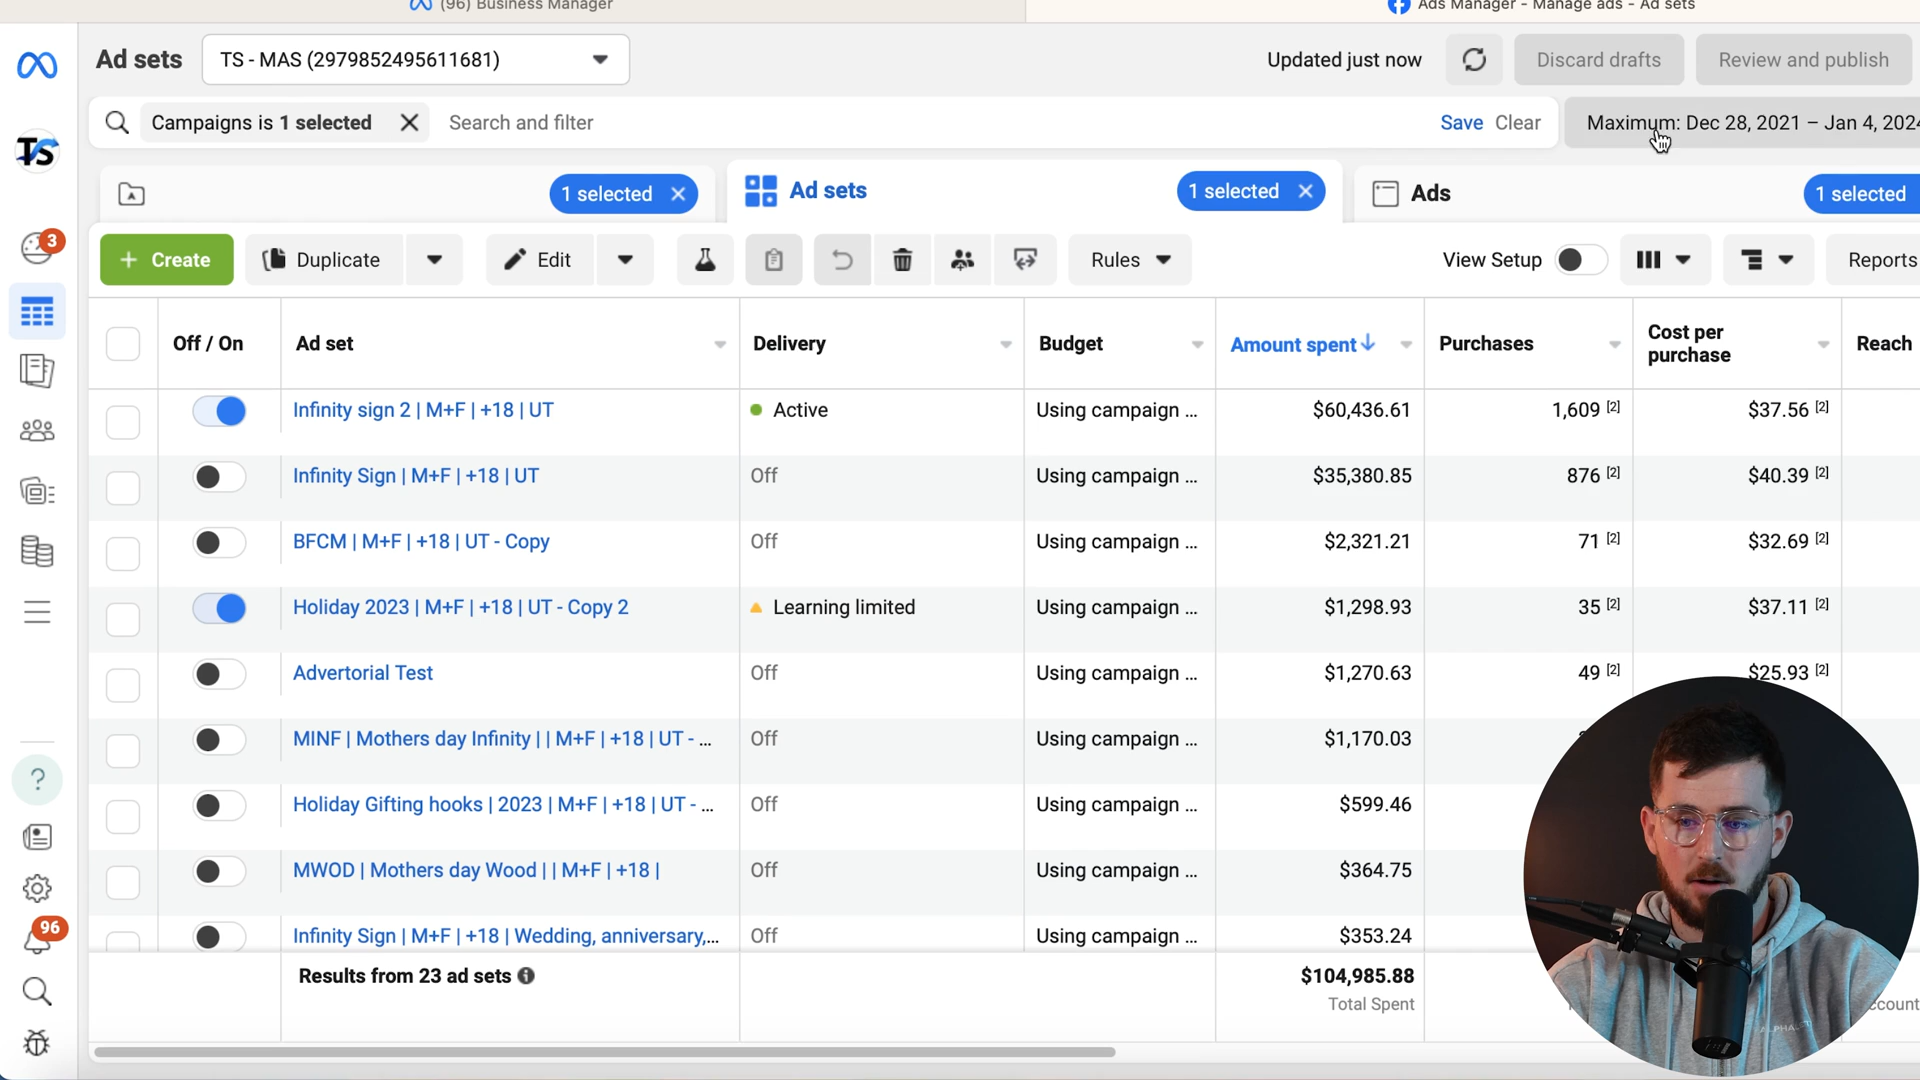 (96) Business Manager
Ads Manager - Manage ads - Ad sets
Ad sets
TS - MAS (2979852495611681)
Updated just now
Discard drafts
Review and publish
Campaigns is 1 selected
Search and filter
Save
Clear
Maximum: Dec 28, 2021 – Jan 4, 2024
TS
1 selected
Ad sets
1 selected
Ads
1 selected
3
+ Create
Duplicate
Edit
Rules
View Setup
Reports
Off / On
Ad set
Delivery
Budget
Amount spent
Purchases
Cost per
purchase
Reach
Infinity sign 2 | M+F | +18 | UT
Active
Using campaign ...
$60,436.61
1,609 [2]
$37.56 [2]
Infinity Sign | M+F | +18 | UT
Off
Using campaign ...
$35,380.85
876 [2]
$40.39 [2]
BFCM | M+F | +18 | UT - Copy
Off
Using campaign ...
$2,321.21
71 [2]
$32.69 [2]
Holiday 2023 | M+F | +18 | UT - Copy 2
Learning limited
Using campaign ...
$1,298.93
35 [2]
$37.11 [2]
Advertorial Test
Off
Using campaign ...
$1,270.63
49 [2]
$25.93 [2]
MINF | Mothers day Infinity | | M+F | +18 | UT - ...
Off
Using campaign ...
$1,170.03
Holiday Gifting hooks | 2023 | M+F | +18 | UT - ...
Off
Using campaign ...
$599.46
MWOD | Mothers day Wood | | M+F | +18 |
Off
Using campaign ...
$364.75
Infinity Sign | M+F | +18 | Wedding, anniversary,...
Off
Using campaign ...
$353.24
?
96
Results from 23 ad sets
$104,985.88
Total Spent